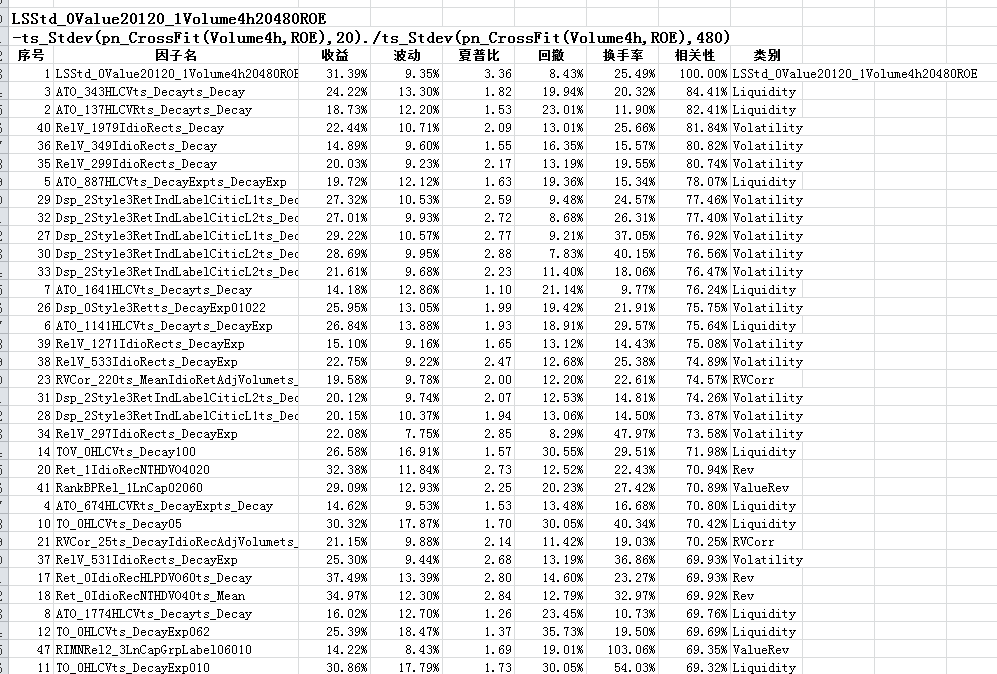 LSStd_0Value20120_1Volume4h20480ROE
-ts_Stdev(pn_CrossFit(Volume4h,ROE),20)./ts_Stdev(pn_CrossFit(Volume4h,ROE),480)
序号 因子名 收益 波动 夏普比 回撤 换手率 相关性 类别
1 LSStd_0Value20120_1Volume4h20480ROE 31.39% 9.35% 3.36 8.43% 25.49% 100.00% LSStd_0Value20120_1Volume4h20480ROE
3 ATO_343HLCVts_Decayts_Decay 24.22% 13.30% 1.82 19.94% 20.32% 84.41% Liquidity
2 ATO_137HLCVRts_Decayts_Decay 18.73% 12.20% 1.53 23.01% 11.90% 82.41% Liquidity
40 RelV_1979IdioRects_Decay 22.44% 10.71% 2.09 13.01% 25.66% 81.84% Volatility
36 RelV_349IdioRects_Decay 14.89% 9.60% 1.55 16.35% 15.57% 80.82% Volatility
35 RelV_299IdioRects_Decay 20.03% 9.23% 2.17 13.19% 19.55% 80.74% Volatility
5 ATO_887HLCVts_DecayExpts_DecayExp 19.72% 12.12% 1.63 19.36% 15.34% 78.07% Liquidity
29 Dsp_2Style3RetIndLabelCiticL1ts_Dec 27.32% 10.53% 2.59 9.48% 24.57% 77.46% Volatility
32 Dsp_2Style3RetIndLabelCiticL2ts_Dec 27.01% 9.93% 2.72 8.68% 26.31% 77.40% Volatility
27 Dsp_2Style3RetIndLabelCiticL1ts_Dec 29.22% 10.57% 2.77 9.21% 37.05% 76.92% Volatility
30 Dsp_2Style3RetIndLabelCiticL2ts_Dec 28.69% 9.95% 2.88 7.83% 40.15% 76.56% Volatility
33 Dsp_2Style3RetIndLabelCiticL2ts_Dec 21.61% 9.68% 2.23 11.40% 18.06% 76.47% Volatility
7 ATO_1641HLCVts_Decayts_Decay 14.18% 12.86% 1.10 21.14% 9.77% 76.24% Liquidity
26 Dsp_0Style3Retts_DecayExp01022 25.95% 13.05% 1.99 19.42% 21.91% 75.75% Volatility
6 ATO_1141HLCVts_Decayts_DecayExp 26.84% 13.88% 1.93 18.91% 29.57% 75.64% Liquidity
39 RelV_1271IdioRects_DecayExp 15.10% 9.16% 1.65 13.12% 14.43% 75.08% Volatility
38 RelV_533IdioRects_DecayExp 22.75% 9.22% 2.47 12.68% 25.38% 74.89% Volatility
23 RVCor_220ts_MeanIdioRetAdjVolumets_ 19.58% 9.78% 2.00 12.20% 22.61% 74.57% RVCorr
31 Dsp_2Style3RetIndLabelCiticL2ts_Dec 20.12% 9.74% 2.07 12.53% 14.81% 74.26% Volatility
28 Dsp_2Style3RetIndLabelCiticL1ts_Dec 20.15% 10.37% 1.94 13.06% 14.50% 73.87% Volatility
34 RelV_297IdioRects_DecayExp 22.08% 7.75% 2.85 8.29% 47.97% 73.58% Volatility
14 TOV_0HLCVts_Decay100 26.58% 16.91% 1.57 30.55% 29.51% 71.98% Liquidity
20 Ret_1IdioRecNTHDVO4020 32.38% 11.84% 2.73 12.52% 22.43% 70.94% Rev
41 RankBPRel_1LnCap02060 29.09% 12.93% 2.25 20.23% 27.42% 70.89% ValueRev
4 ATO_674HLCVRts_DecayExpts_Decay 14.62% 9.53% 1.53 13.48% 16.68% 70.80% Liquidity
10 TO_0HLCVts_Decay05 30.32% 17.87% 1.70 30.05% 40.34% 70.42% Liquidity
21 RVCor_25ts_DecayIdioRecAdjVolumets_ 21.15% 9.88% 2.14 11.42% 19.03% 70.25% RVCorr
37 RelV_531IdioRects_DecayExp 25.30% 9.44% 2.68 13.19% 36.86% 69.93% Volatility
17 Ret_0IdioRecHLPDVO60ts_Decay 37.49% 13.39% 2.80 14.60% 23.27% 69.93% Rev
18 Ret_0IdioRecNTHDVO40ts_Mean 34.97% 12.30% 2.84 12.79% 32.97% 69.92% Rev
8 ATO_1774HLCVts_Decayts_Decay 16.02% 12.70% 1.26 23.45% 10.73% 69.76% Liquidity
12 TO_0HLCVts_DecayExp062 25.39% 18.47% 1.37 35.73% 19.50% 69.69% Liquidity
47 RIMNRel2_3LnCapGrpLabel06010 14.22% 8.43% 1.69 19.01% 103.06% 69.35% ValueRev
11 TO_0HLCVts_DecayExp010 30.86% 17.79% 1.73 30.05% 54.03% 69.32% Liquidity